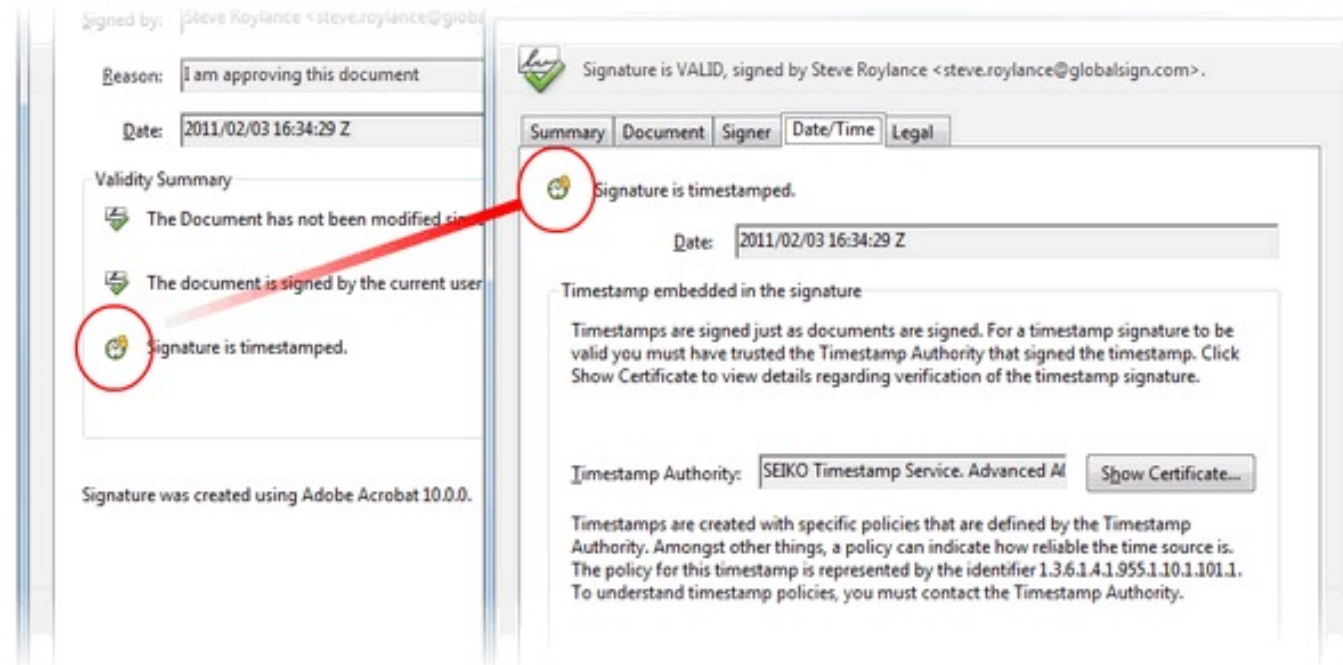 Signed by: Steve Roylance <steve.roylance@globa
Reason: I am approving this document
Date: 2011/02/03 16:34:29 Z
Validity Summary
The Document has not been modified
The document is signed by the current user
Signature is timestamped.
Signature was created using Adobe Acrobat 10.0.0.
Signature is VALID, signed by Steve Roylance <steve.roylance@globalsign.com>.
Summary Document Signer Date/Time Legal
Signature is timestamped.
Date: 2011/02/03 16:34:29 Z
Timestamp embedded in the signature
Timestamps are signed just as documents are signed. For a timestamp signature to be
valid you must have trusted the Timestamp Authority that signed the timestamp. Click
Show Certificate to view details regarding verification of the timestamp signature.
Timestamp Authority: SEIKO Timestamp Service. Advanced Show Certificate...
Timestamps are created with specific policies that are defined by the Timestamp
Authority. Amongst other things, a policy can indicate how reliable the time source is.
The policy for this timestamp is represented by the identifier 1.3.6.1.4.1.955.1.10.1.101.1.
To understand timestamp policies, you must contact the Timestamp Authority.